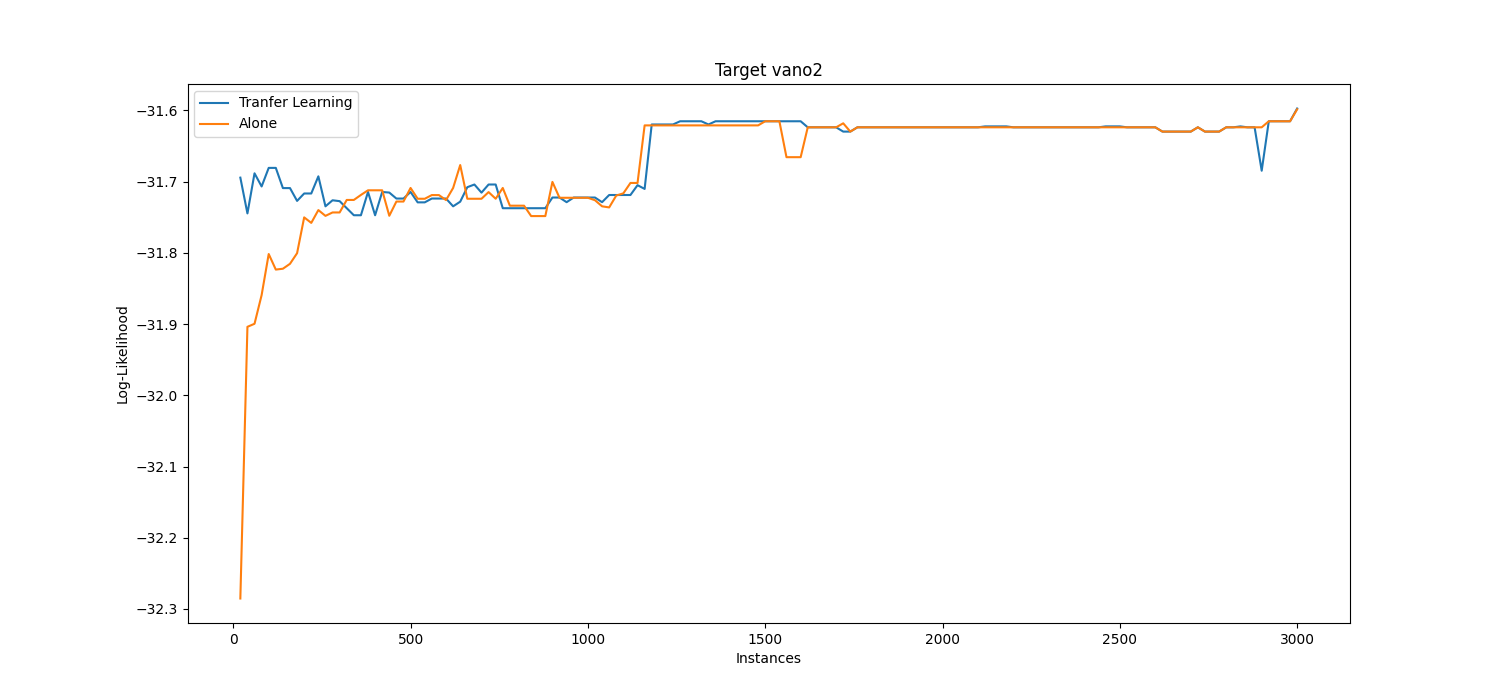 Target vano2
Tranfer Learning
Alone
−31.6
−31.7
−31.8
−31.9
−32.0
−32.1
−32.2
−32.3
Log-Likelihood
0 500 1000 1500 2000 2500 3000
Instances